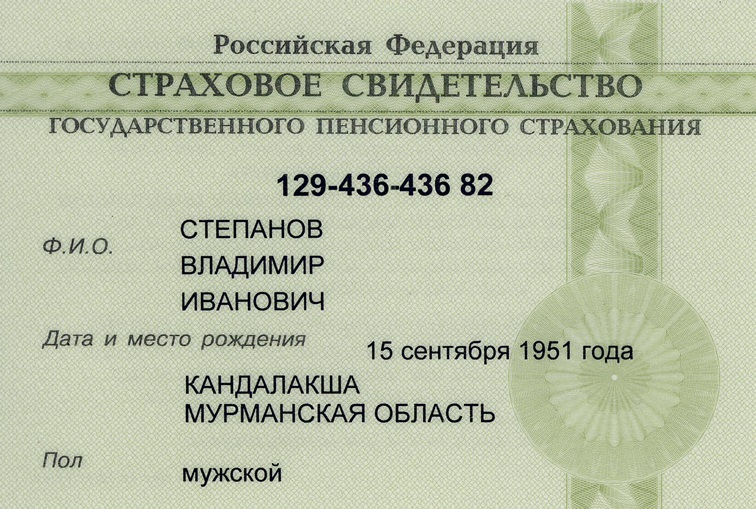 Российская Федерация
СТРАХОВОЕ СВИДЕТЕЛЬСТВО
ГОСУДАРСТВЕННОГО ПЕНСИОННОГО СТРАХОВАНИЯ
129-436-436 82
Ф.И.О.
СТЕПАНОВ
ВЛАДИМИР
ИВАНОВИЧ
Дата и место рождения
15 сентября 1951 года
КАНДАЛАКША
МУРМАНСКАЯ ОБЛАСТЬ
Пол
мужской